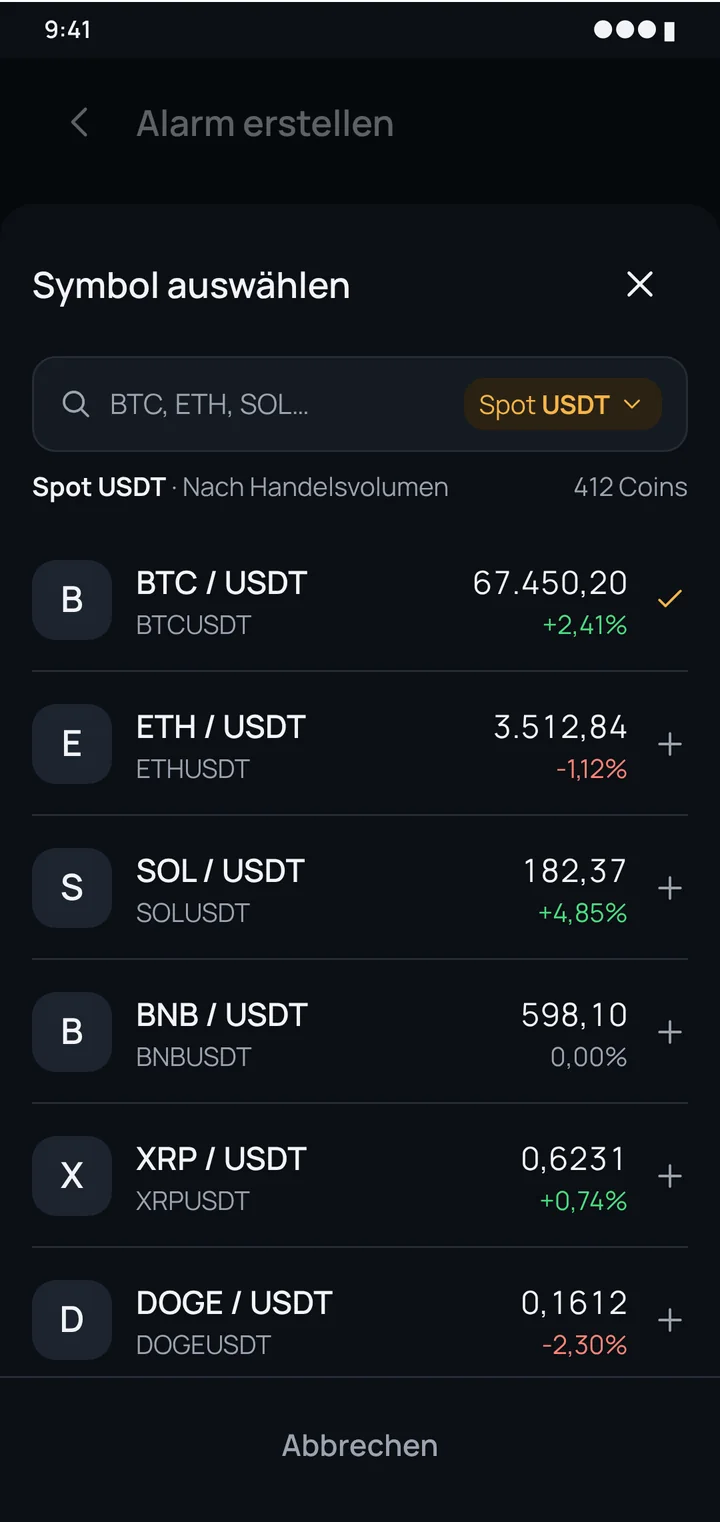 9:41
Alarm erstellen
Symbol auswählen
BTC, ETH, SOL...
Spot USDT
Spot USDT · Nach Handelsvolumen 412 Coins
B
BTC / USDT 67.450,20
BTCUSDT +2,41%
E
ETH / USDT 3.512,84
ETHUSDT -1,12%
S
SOL / USDT 182,37
SOLUSDT +4,85%
B
BNB / USDT 598,10
BNBUSDT 0,00%
X
XRP / USDT 0,6231
XRPUSDT +0,74%
D
DOGE / USDT 0,1612
DOGEUSDT -2,30%
Abbrechen